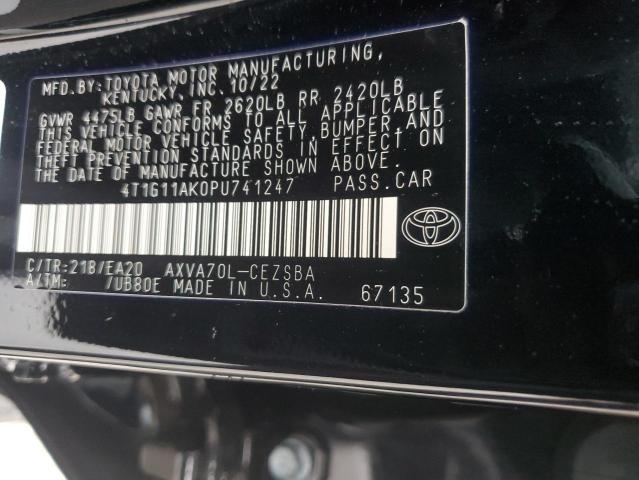 MFD.BY:TOYOTA MOTOR MANUFACTURING,
KENTUCKY, INC. 10/22
GVWR 4475LB GAWR FR 2620LB RR 2420LB
THIS VEHICLE CONFORMS TO ALL APPLICABLE
FEDERAL MOTOR VEHICLE SAFETY, BUMPER, AND
THEFT PREVENTION STANDARDS IN EFFECT ON
THE DATE OF MANUFACTURE SHOWN ABOVE.
4T1G11AK0PU741247 PASS.CAR
C/TR:218/EA20 AXVA70L-CEZSBA
A/TM: /UB80E MADE IN U.S.A. 67135